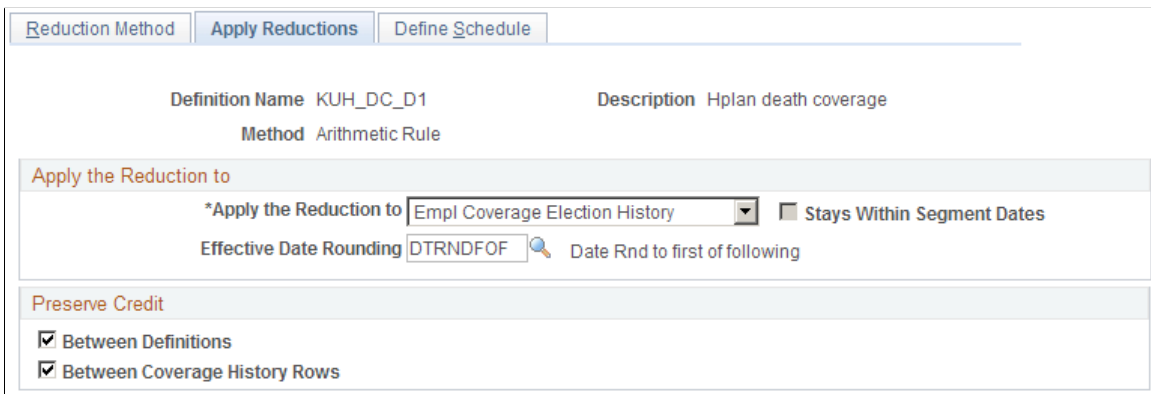 Reduction Method Apply Reductions Define Schedule
Definition Name KUH_DC_D1 Description Hplan death coverage
Method Arithmetic Rule
Apply the Reduction to
*Apply the Reduction to Empl Coverage Election History Stays Within Segment Dates
Effective Date Rounding DTRNDFOF Date Rnd to first of following
Preserve Credit
Between Definitions
Between Coverage History Rows